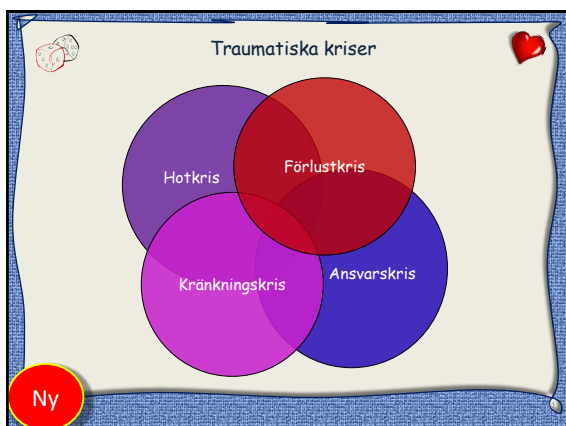 Traumatiska kriser
Hotkris
Förlustkris
Kränkningskris
Ansvarskris
Ny